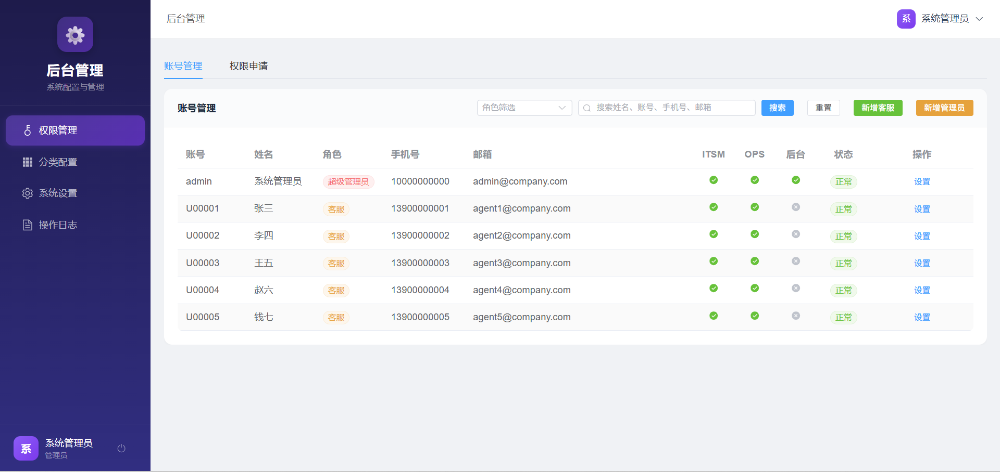 后台管理
系统配置与管理
权限管理
分类配置
系统设置
操作日志
系
系统管理员
管理员
后台管理
系 系统管理员
账号管理 权限申请
账号管理 角色筛选 搜索姓名、账号、手机号、邮箱 搜索 重置 新增客服 新增管理员
账号 姓名 角色 手机号 邮箱 ITSM OPS 后台 状态 操作
admin 系统管理员 超级管理员 10000000000 admin@company.com 正常 设置
U00001 张三 客服 13900000001 agent1@company.com 正常 设置
U00002 李四 客服 13900000002 agent2@company.com 正常 设置
U00003 王五 客服 13900000003 agent3@company.com 正常 设置
U00004 赵六 客服 13900000004 agent4@company.com 正常 设置
U00005 钱七 客服 13900000005 agent5@company.com 正常 设置